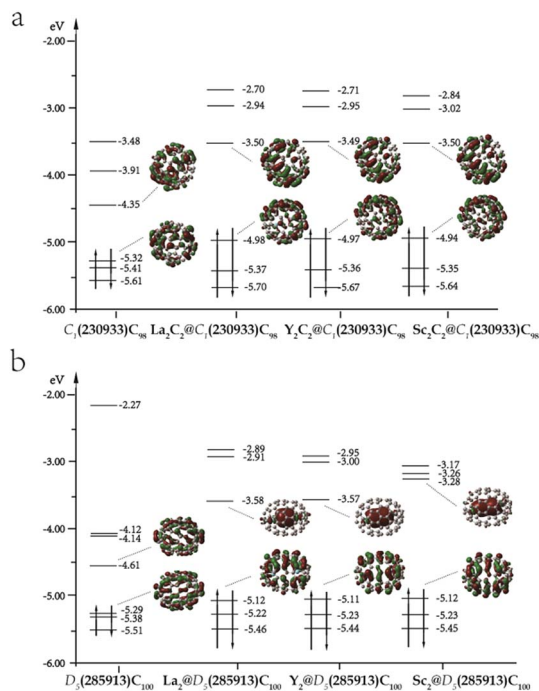 a
eV
-2.00
-2.70 -2.71 -2.84
-2.94 -2.95 -3.02
-3.00
-3.48 -3.50 -3.49 -3.50
-3.91
-4.00
-4.35
-5.00
-4.98 -4.97 -4.94
-5.32
-5.41 -5.37 -5.36 -5.35
-5.61 -5.70 -5.67 -5.64
-6.00
C₁(230933)C₉₈ La₂C₂@C₁(230933)C₉₈ Y₂C₂@C₁(230933)C₉₈ Sc₂C₂@C₁(230933)C₉₈
b
eV
-2.00
-2.27
-2.89 -2.95
-2.91 -3.00
-3.00
-3.17
-3.26
-3.28
-3.58 -3.57
-4.00
-4.12
-4.14
-4.61
-5.00
-5.12 -5.11 -5.12
-5.29 -5.22 -5.23 -5.23
-5.38
-5.51 -5.46 -5.44 -5.45
-6.00
D₅(285913)C₁₀₀ La₂@D₅(285913)C₁₀₀ Y₂@D₅(285913)C₁₀₀ Sc₂@D₅(285913)C₁₀₀